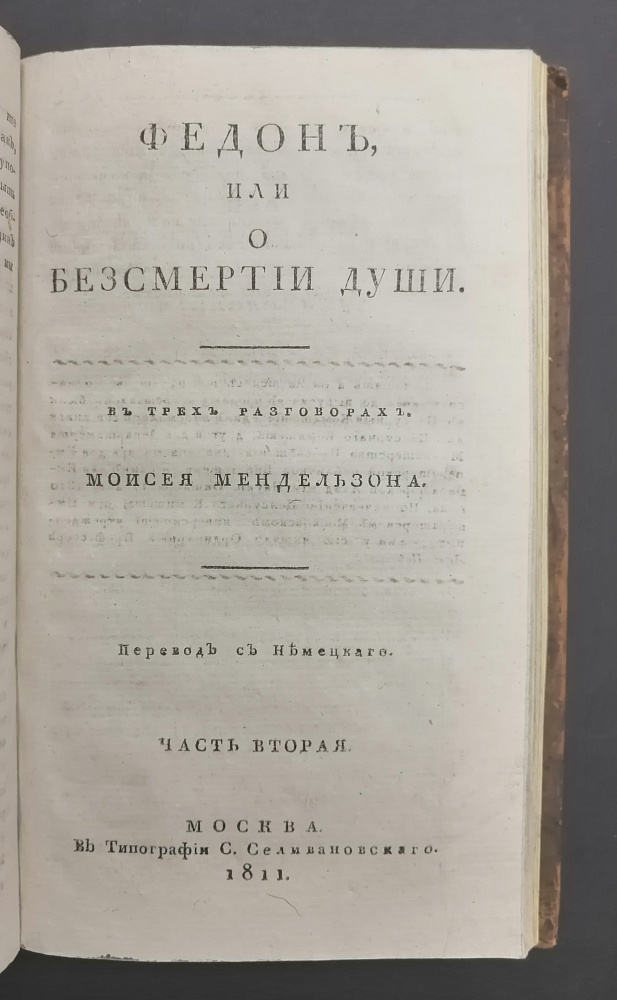 ФЕДОНЪ,
ИЛИ
О
БЕЗСМЕРТІИ ДУШИ.
ВЪ ТРЕХЪ РАЗГОВОРАХЪ.
МОИСЕЯ МЕНДЕЛЬЗОНА.
Переводъ съ Нѣмецкаго.
ЧАСТЬ ВТОРАЯ.
МОСКВА.
Въ Типографіи С. Селивановскаго.
1811.